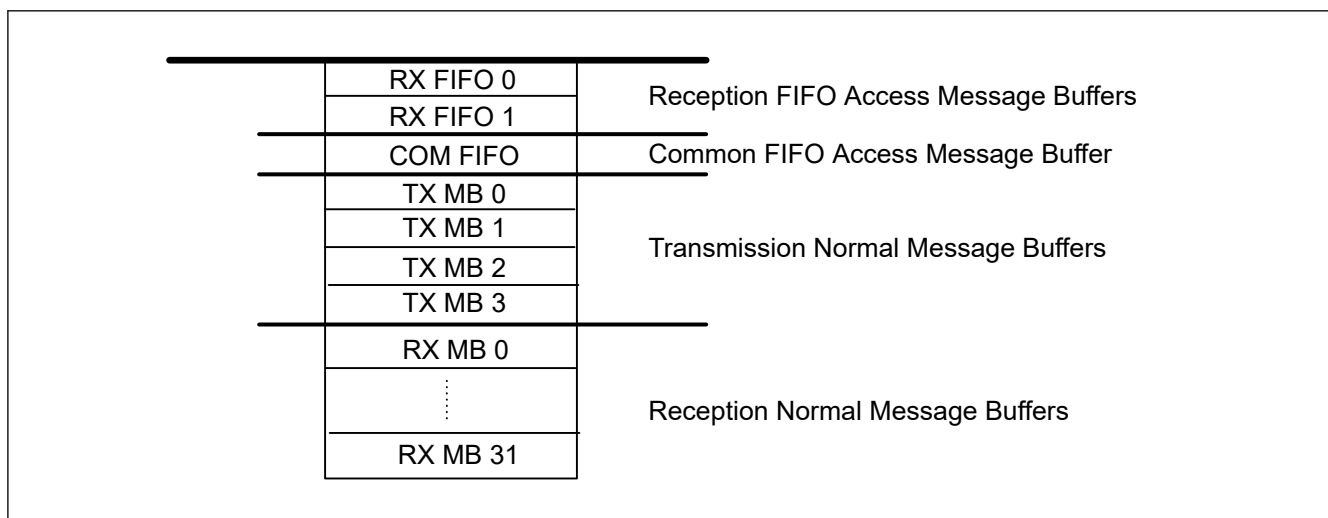 RX FIFO 0
RX FIFO 1
Reception FIFO Access Message Buffers
COM FIFO
Common FIFO Access Message Buffer
TX MB 0
TX MB 1
TX MB 2
TX MB 3
Transmission Normal Message Buffers
RX MB 0
RX MB 31
Reception Normal Message Buffers